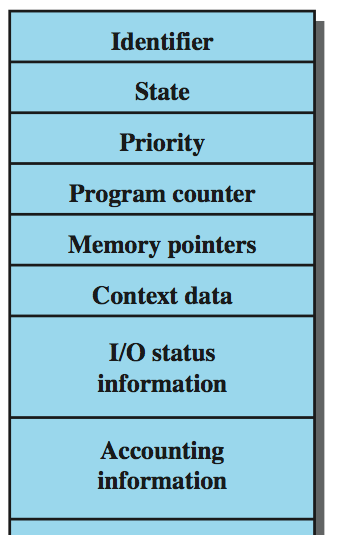 Identifier
State
Priority
Program counter
Memory pointers
Context data
I/O status
information
Accounting
information